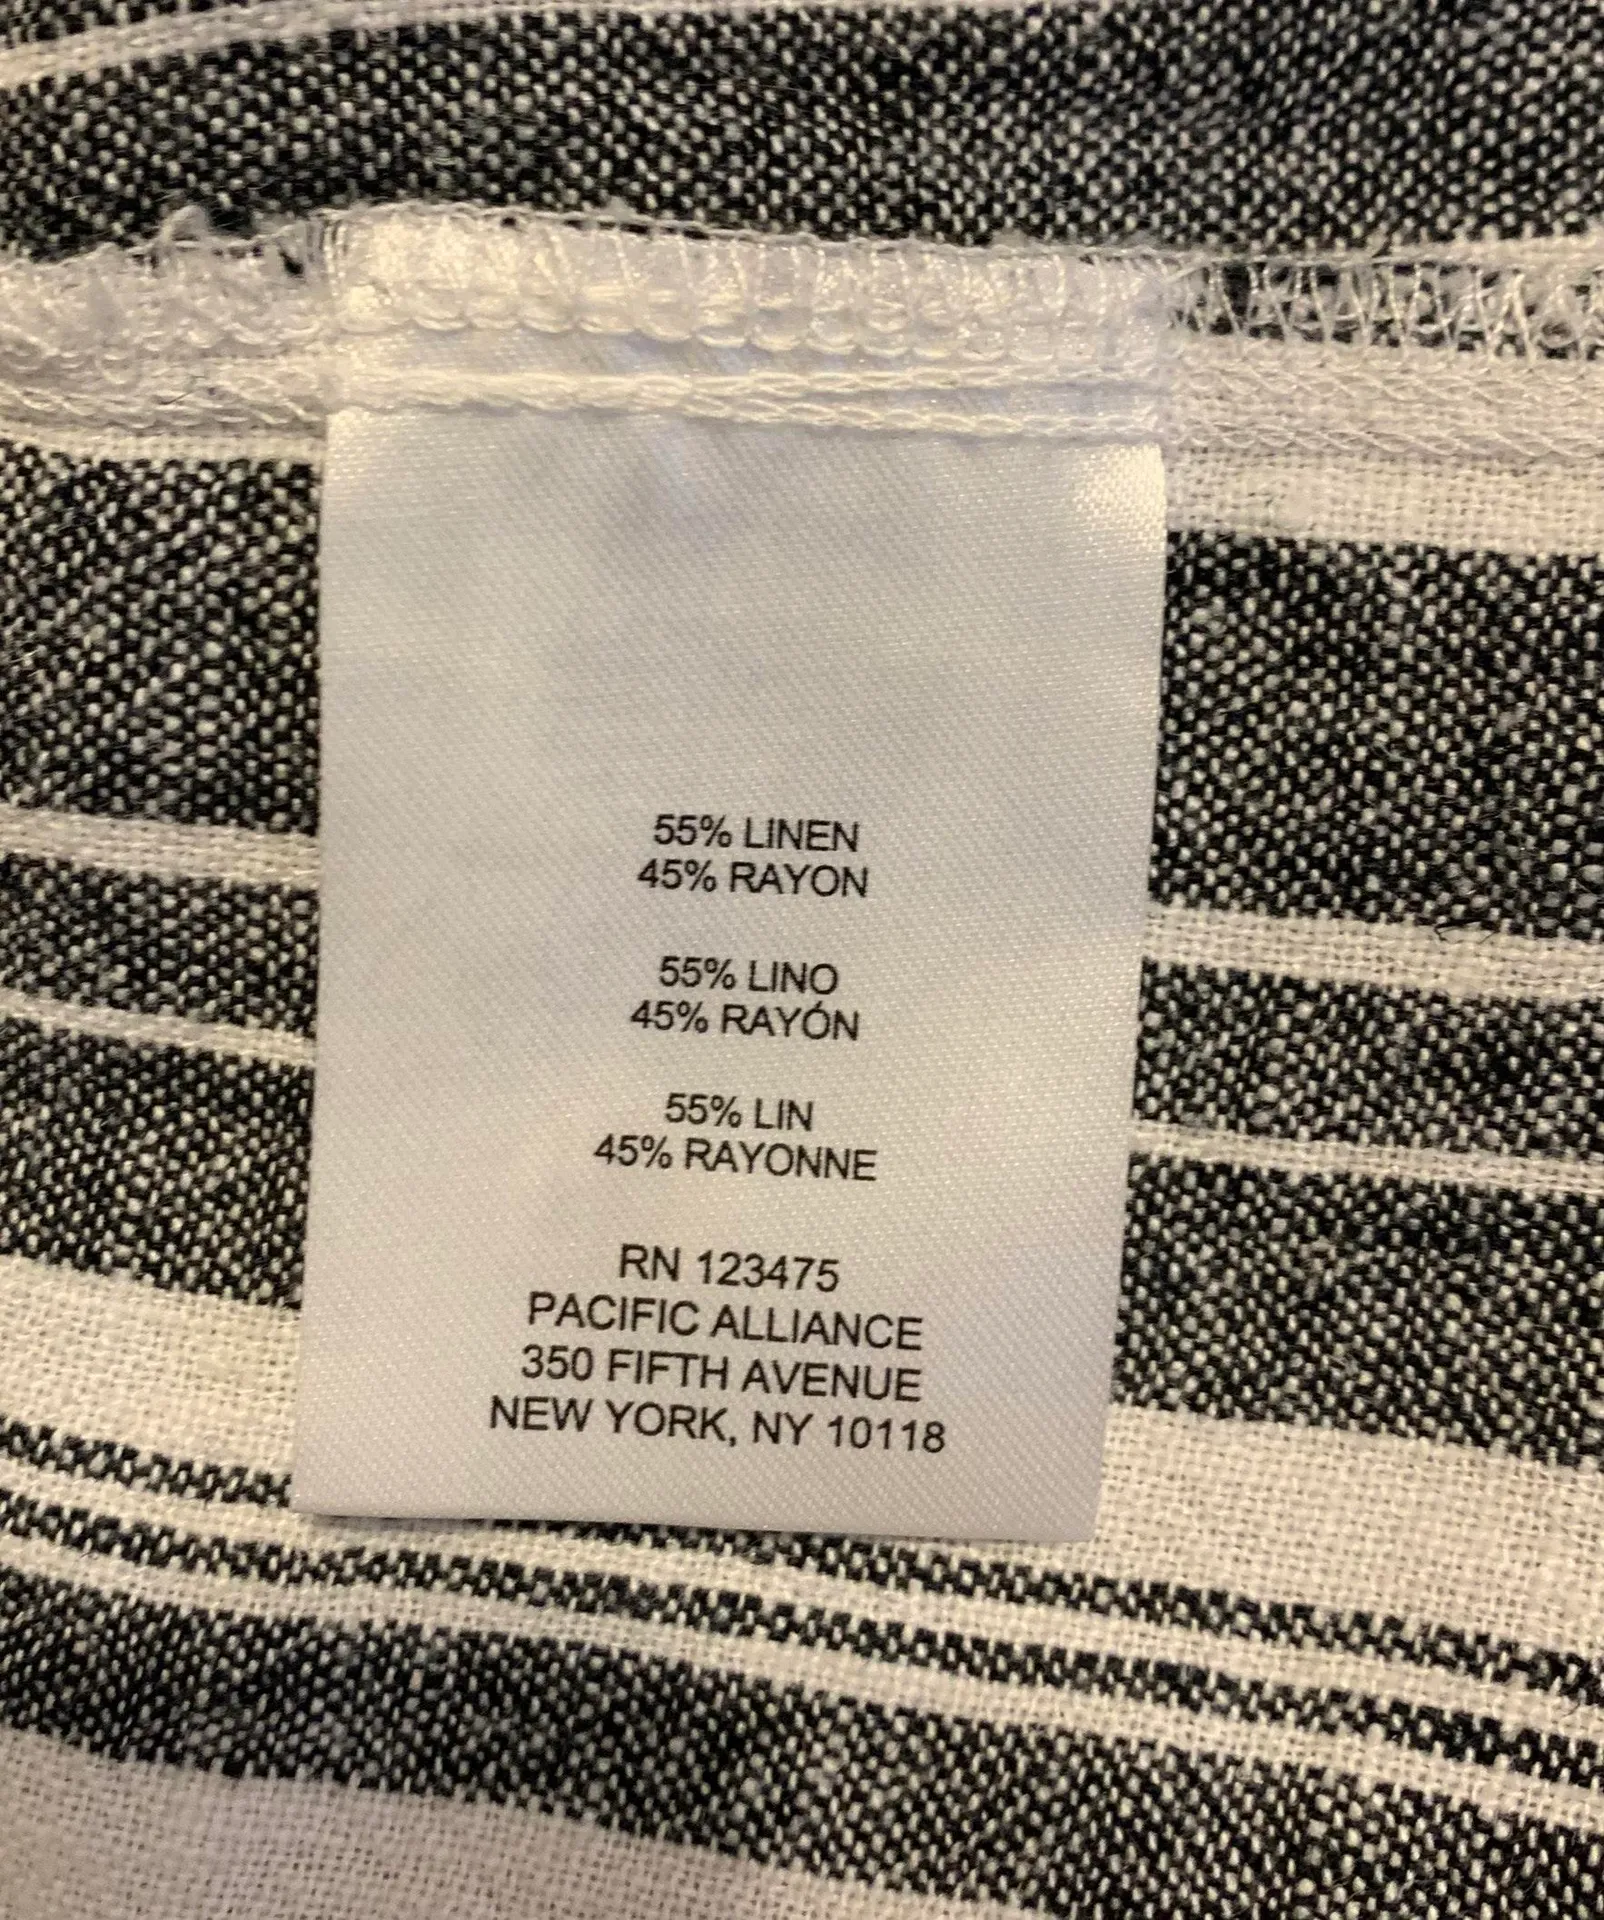 55% LINEN
45% RAYON
55% LINO
45% RAYÓN
55% LIN
45% RAYONNE
RN 123475
PACIFIC ALLIANCE
350 FIFTH AVENUE
NEW YORK, NY 10118